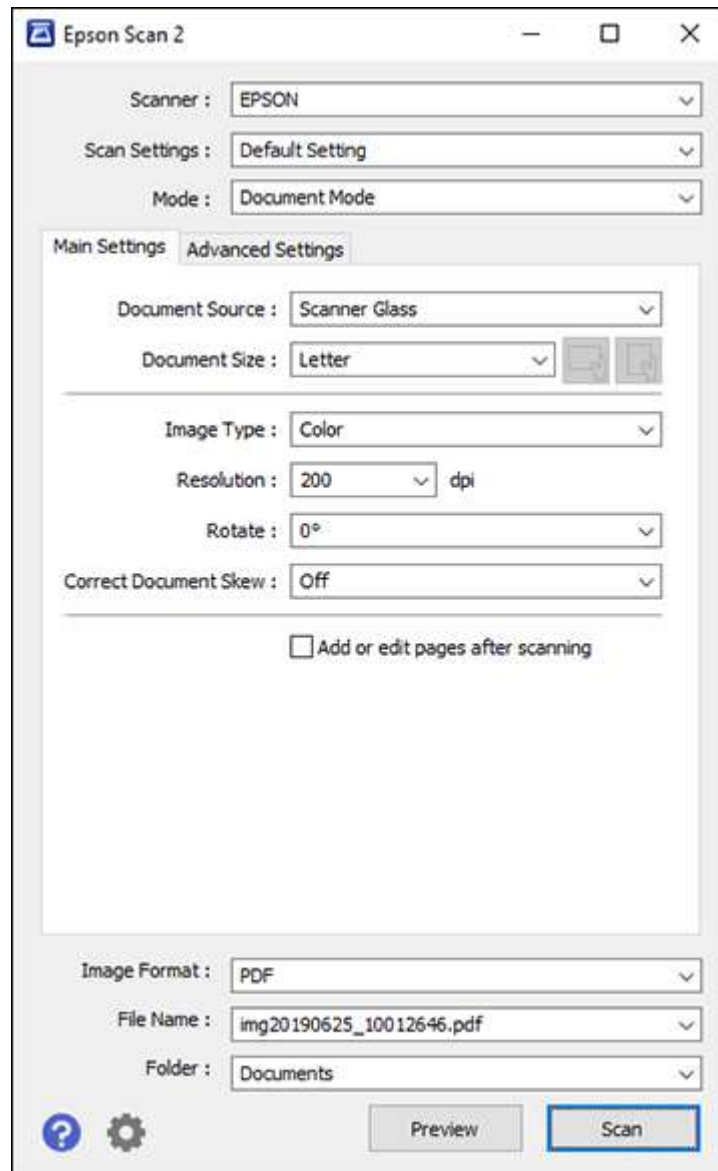 Epson Scan 2
Scanner : EPSON
Scan Settings : Default Setting
Mode : Document Mode
Main Settings Advanced Settings
Document Source : Scanner Glass
Document Size : Letter
Image Type : Color
Resolution : 200 dpi
Rotate : 0°
Correct Document Skew : Off
Add or edit pages after scanning
Image Format : PDF
File Name : img20190625_10012646.pdf
Folder : Documents
? Preview Scan